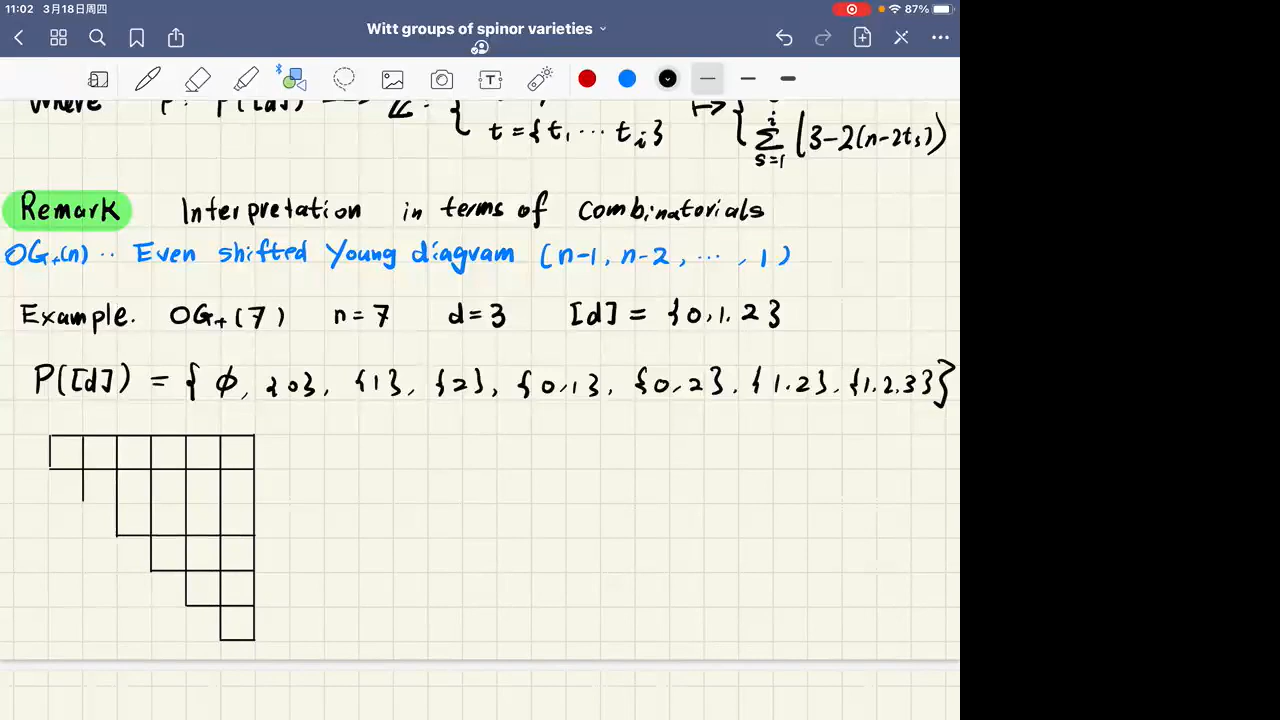 11:02 3月18日周四
87%
Witt groups of spinor varieties
where P([d]) ⟶ ℤ : { ↦ {
t = {t₁ ⋯ tᵢ} ∑ᵢₛ₌₁ (3-2(n-2tₛ))
Remark Interpretation in terms of combinatorials
OG₊(n) ·· Even shifted Young diagram (n-1, n-2, ⋯, 1)
Example. OG₊(7) n=7 d=3 [d] = {0,1,2}
P([d]) = { ϕ, {0}, {1}, {2}, {0,1}, {0,2}, {1,2}, {1,2,3}}